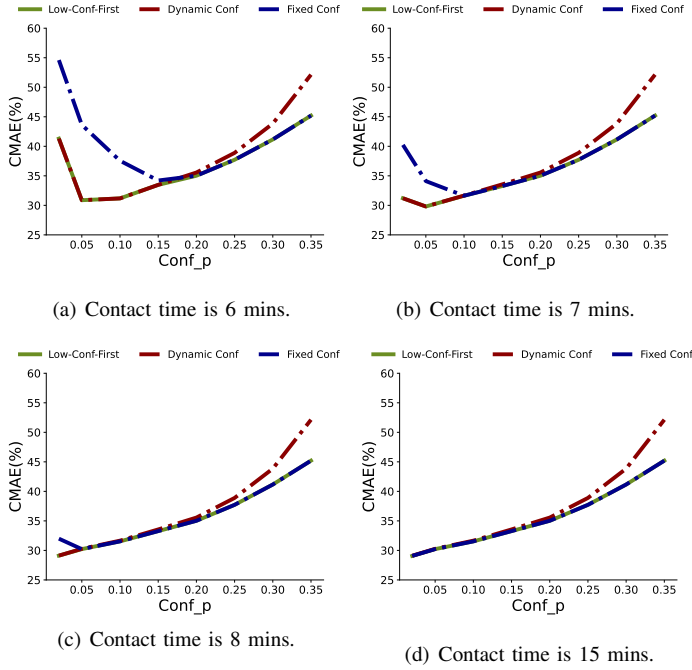 Low-Conf-First Dynamic Conf Fixed Conf
60
55
50
45
40
35
30
25
CMAE(%)
0.05 0.10 0.15 0.20 0.25 0.30 0.35
Conf_p
(a) Contact time is 6 mins.
Low-Conf-First Dynamic Conf Fixed Conf
60
55
50
45
40
35
30
25
CMAE(%)
0.05 0.10 0.15 0.20 0.25 0.30 0.35
Conf_p
(b) Contact time is 7 mins.
Low-Conf-First Dynamic Conf Fixed Conf
60
55
50
45
40
35
30
25
CMAE(%)
0.05 0.10 0.15 0.20 0.25 0.30 0.35
Conf_p
(c) Contact time is 8 mins.
Low-Conf-First Dynamic Conf Fixed Conf
60
55
50
45
40
35
30
25
CMAE(%)
0.05 0.10 0.15 0.20 0.25 0.30 0.35
Conf_p
(d) Contact time is 15 mins.